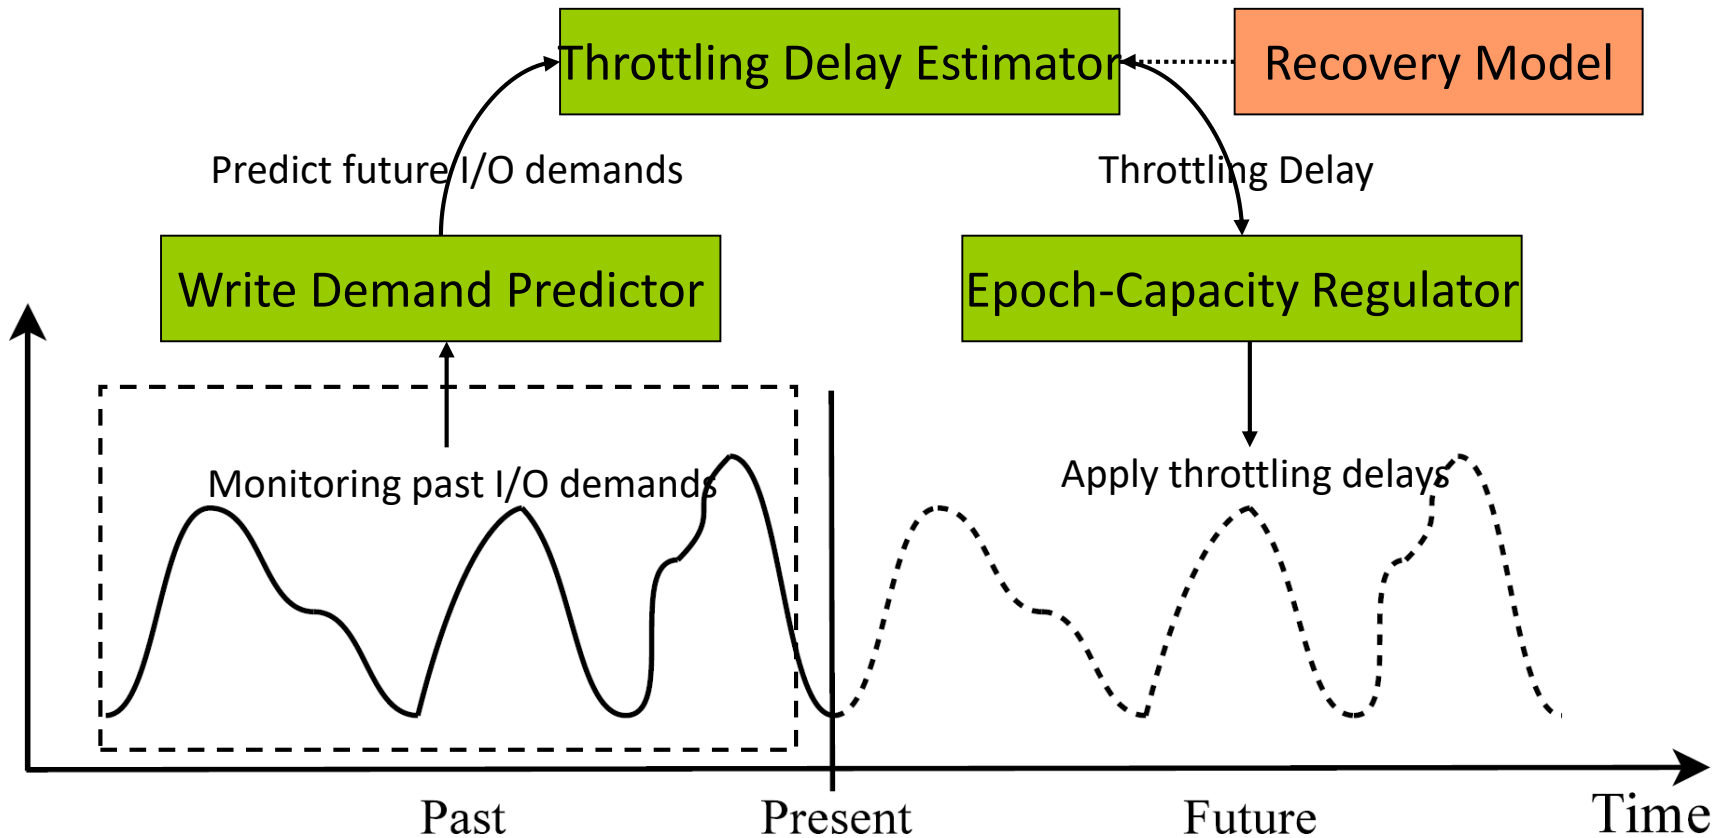 Throttling Delay Estimator
Recovery Model
Predict future I/O demands
Throttling Delay
Write Demand Predictor
Epoch-Capacity Regulator
Monitoring past I/O demands
Apply throttling delays
Past
Present
Future
Time